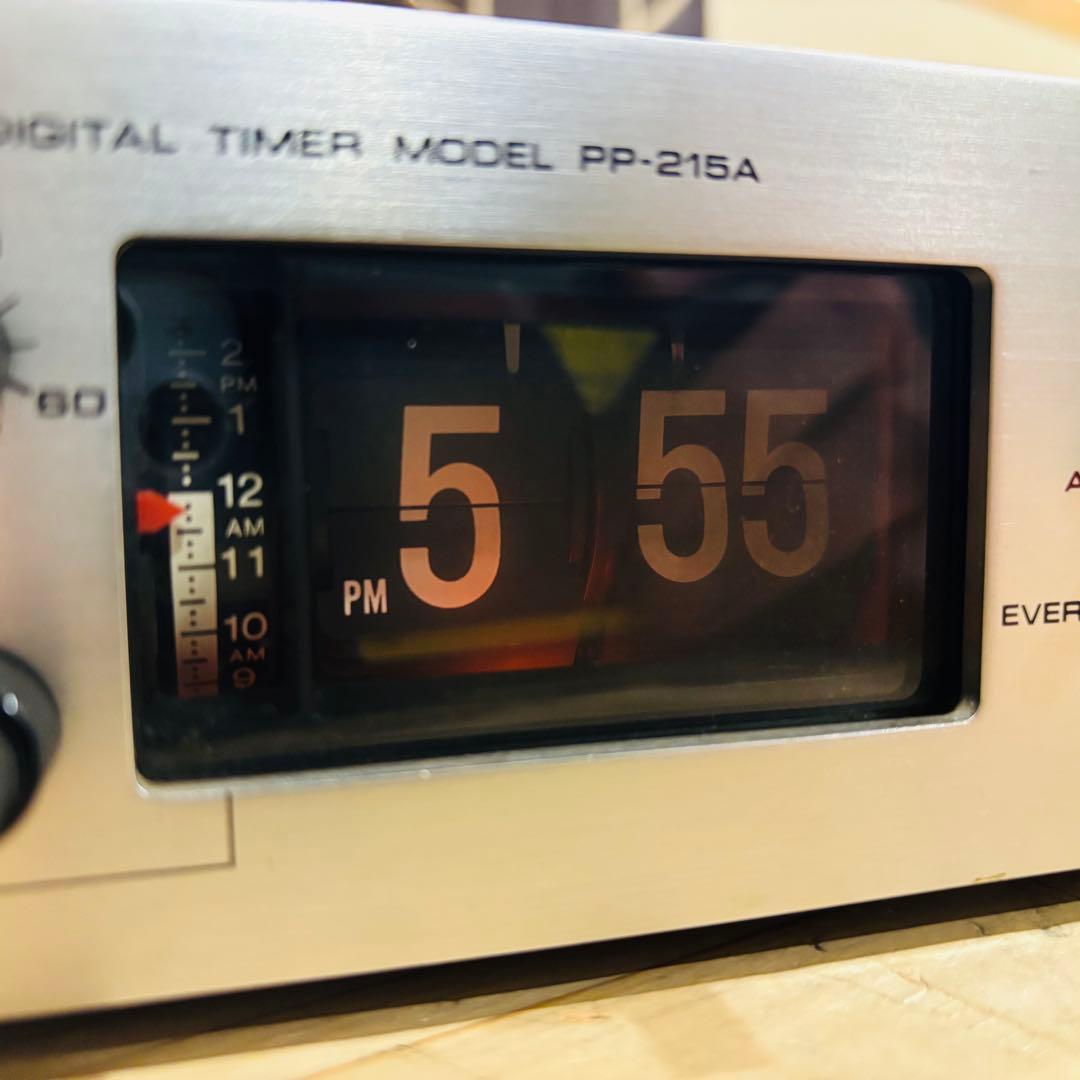 DIGITAL TIMER MODEL PP-215A
60
2
PM
1
12
AM
11
10
AM
9
PM 5 55
A
EVER